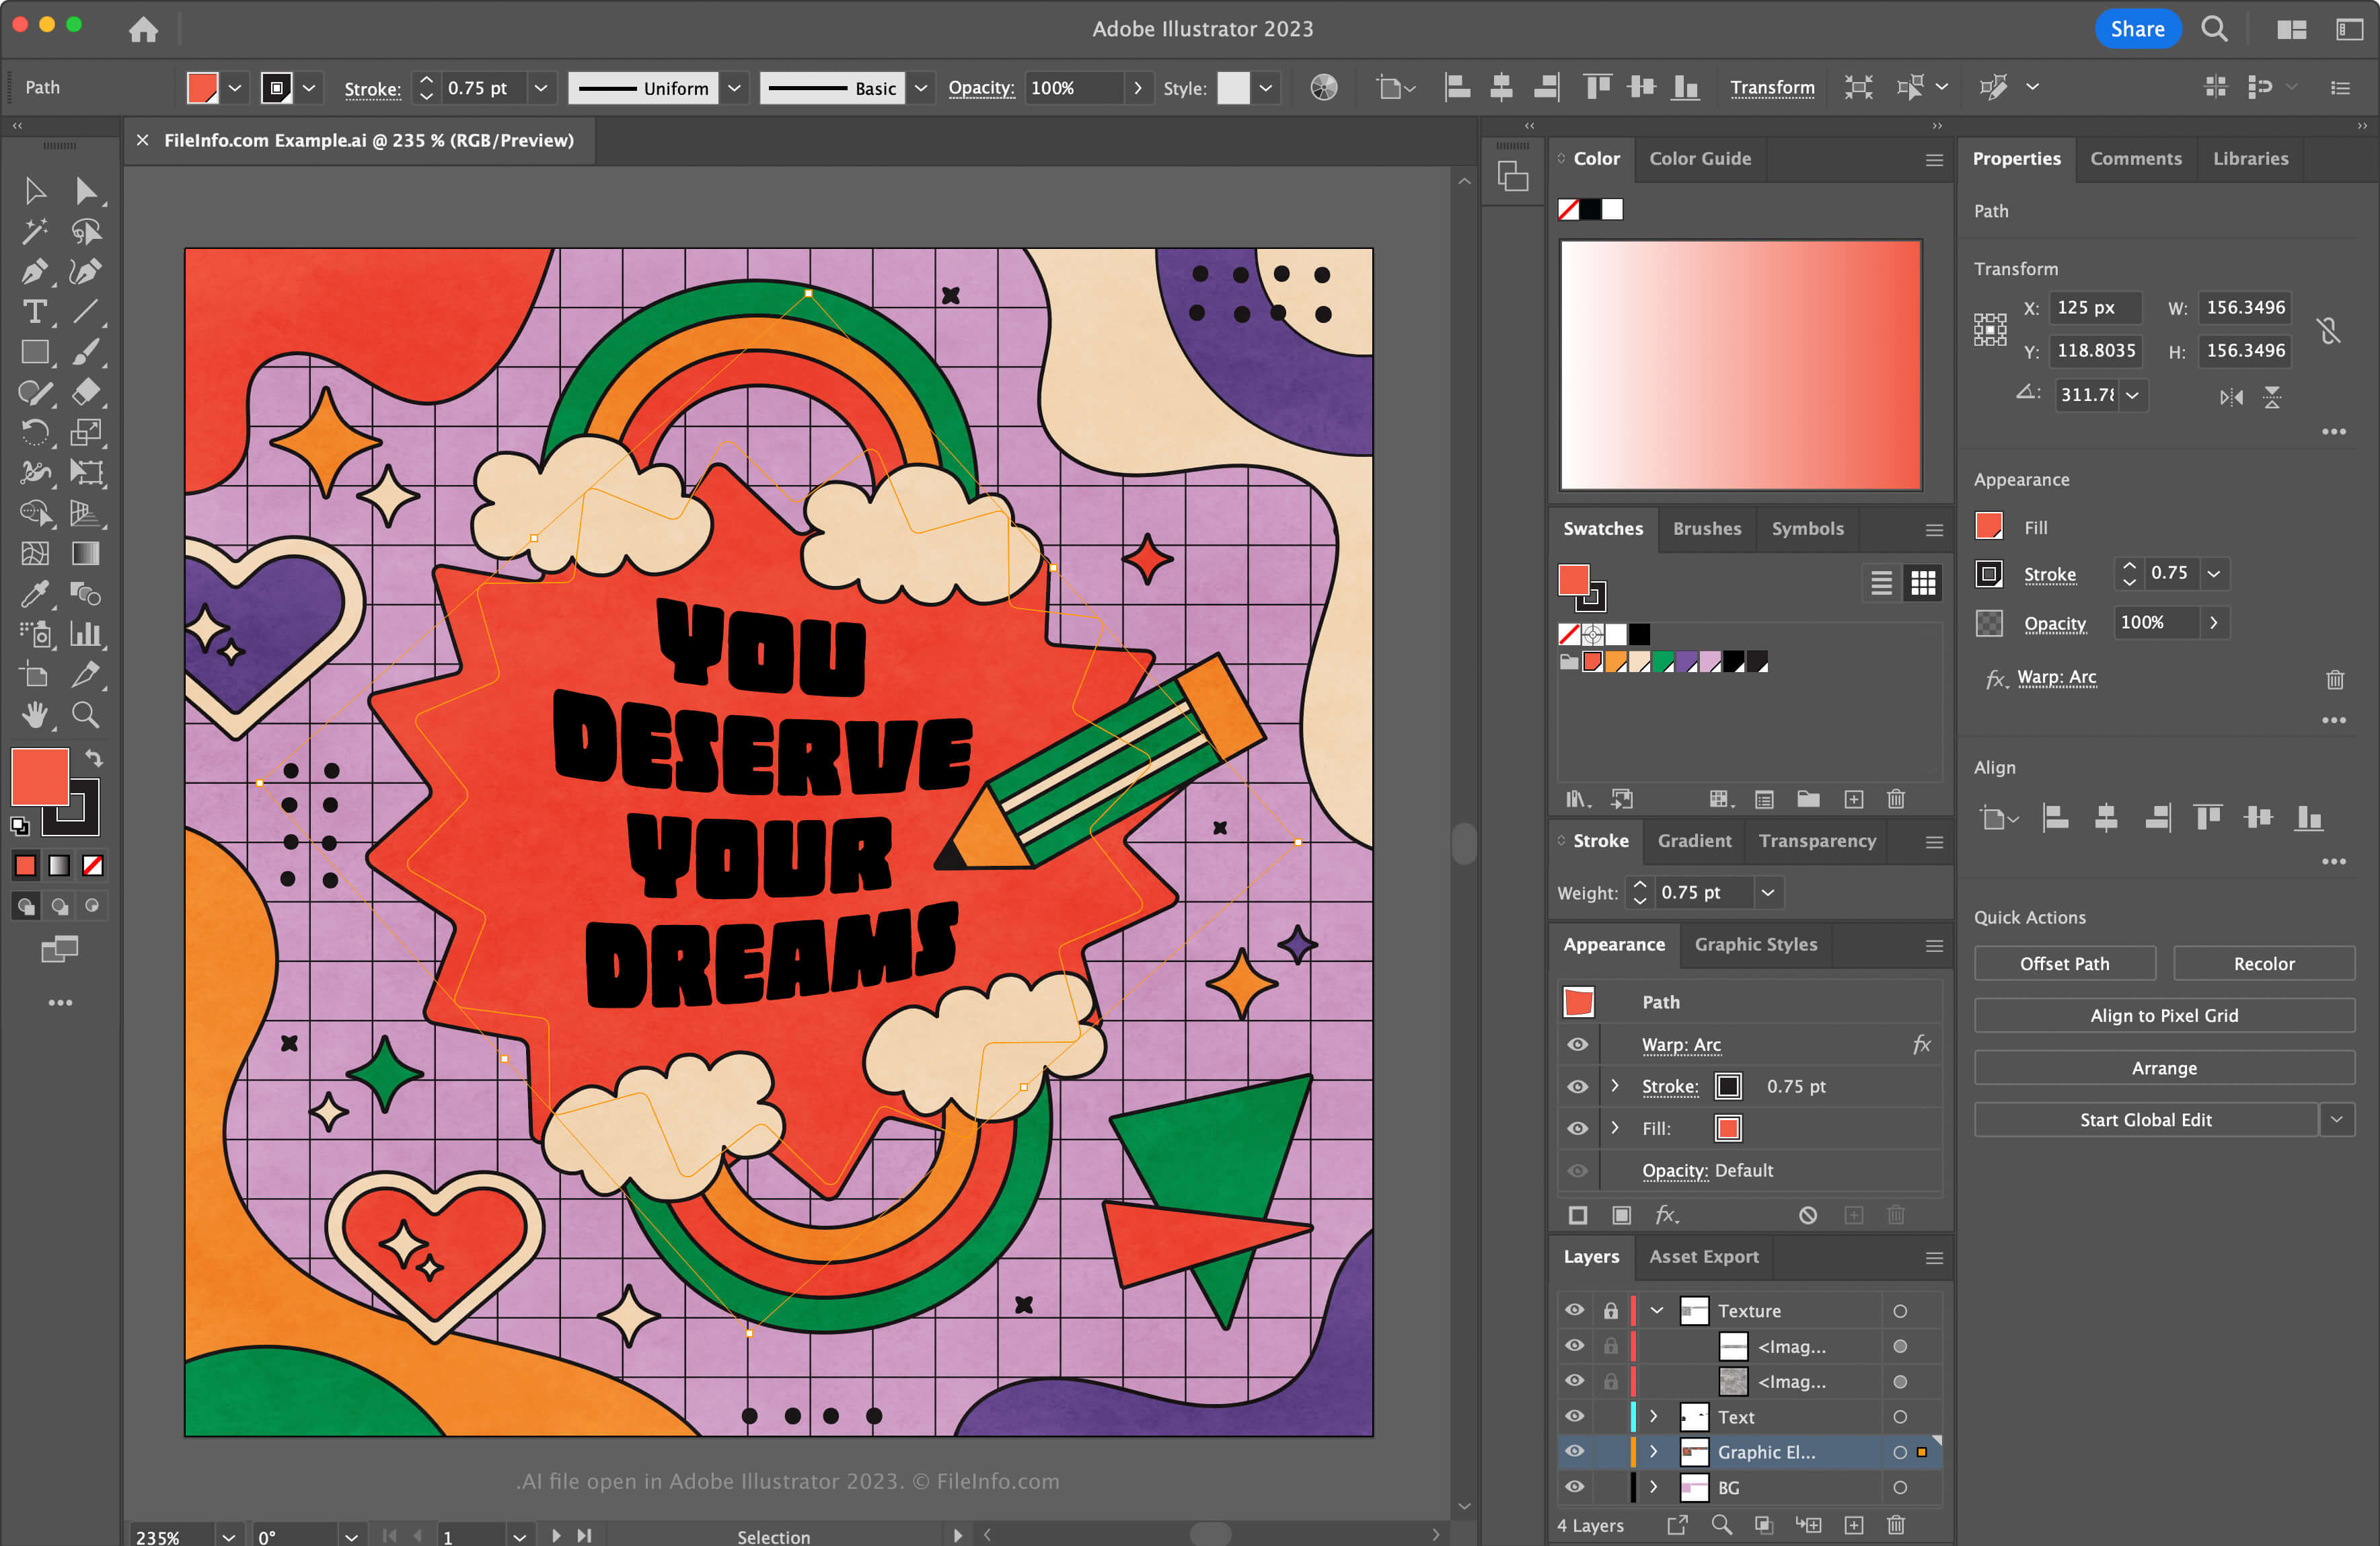 Adobe Illustrator 2023
Share
Path
Stroke:
0.75 pt
Uniform
Basic
Opacity:
100%
Style:
Transform
FileInfo.com Example.ai @ 235 % (RGB/Preview)
YOU
DESERVE
YOUR
DREAMS
.AI file open in Adobe Illustrator 2023. © FileInfo.com
235%
0°
1
Selection
Color
Color Guide
Swatches
Brushes
Symbols
Stroke
Gradient
Transparency
Weight:
0.75 pt
Appearance
Graphic Styles
Path
Warp: Arc
fx
Stroke:
0.75 pt
Fill:
Opacity: Default
fx
Layers
Asset Export
Texture
<Imag...
<Imag...
Text
Graphic El...
BG
4 Layers
Properties
Comments
Libraries
Path
Transform
X:
125 px
W:
156.3496
Y:
118.8035
H:
156.3496
Appearance
Fill
Stroke
0.75
Opacity
100%
fx
Warp: Arc
Align
Quick Actions
Offset Path
Recolor
Align to Pixel Grid
Arrange
Start Global Edit